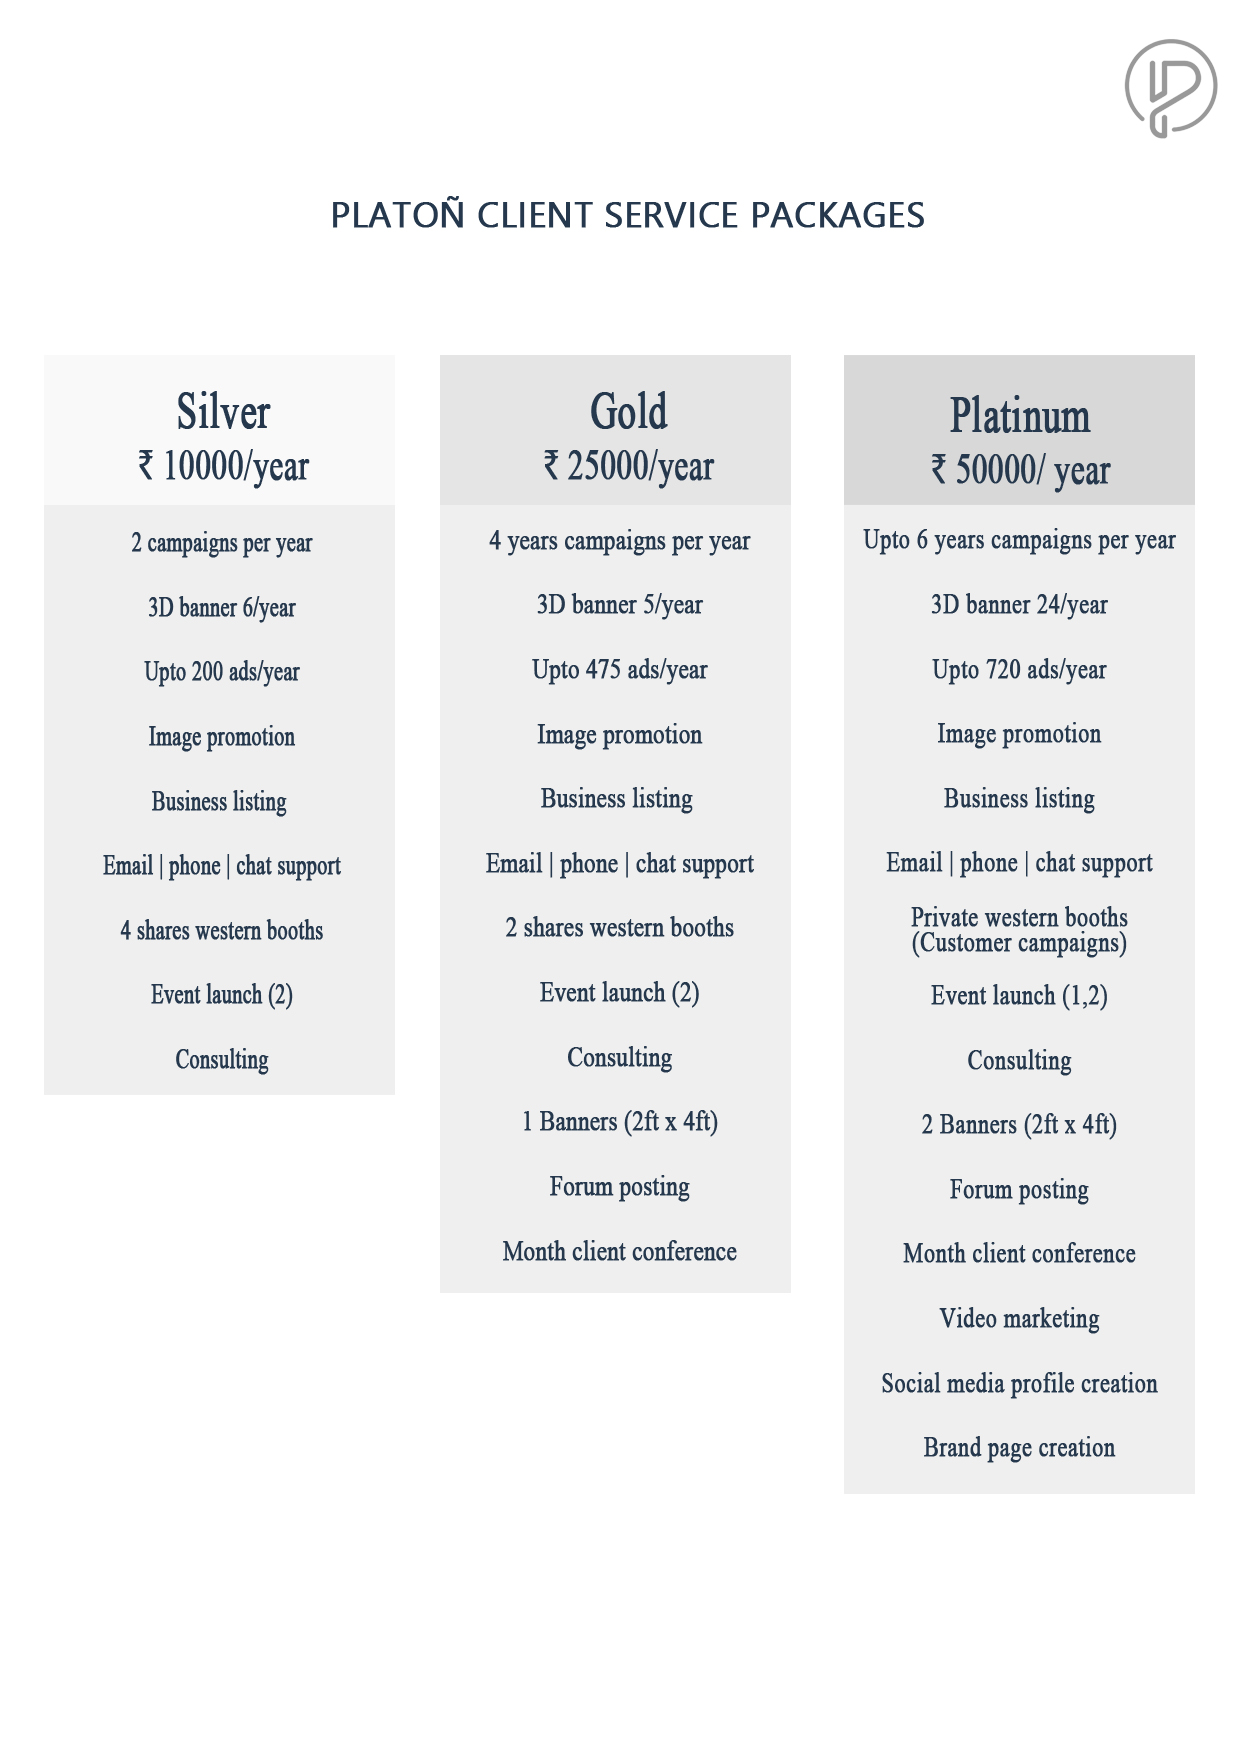 PLATOÑ CLIENT SERVICE PACKAGES
Silver
₹ 10000/year
2 campaigns per year
3D banner 6/year
Upto 200 ads/year
Image promotion
Business listing
Email | phone | chat support
4 shares western booths
Event launch (2)
Consulting
Gold
₹ 25000/year
4 years campaigns per year
3D banner 5/year
Upto 475 ads/year
Image promotion
Business listing
Email | phone | chat support
2 shares western booths
Event launch (2)
Consulting
1 Banners (2ft x 4ft)
Forum posting
Month client conference
Platinum
₹ 50000/ year
Upto 6 years campaigns per year
3D banner 24/year
Upto 720 ads/year
Image promotion
Business listing
Email | phone | chat support
Private western booths
(Customer campaigns)
Event launch (1,2)
Consulting
2 Banners (2ft x 4ft)
Forum posting
Month client conference
Video marketing
Social media profile creation
Brand page creation